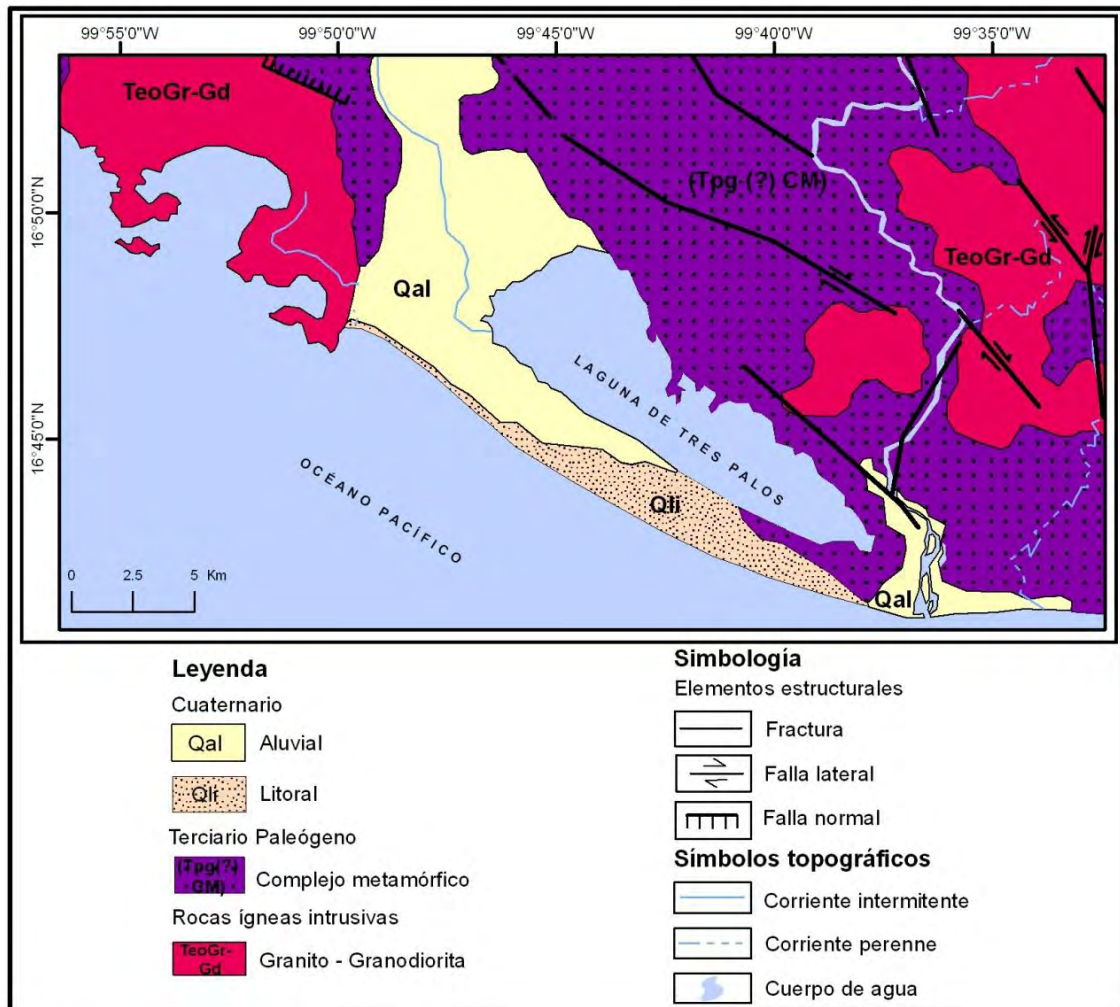 99°55'0"W
99°50'0"W
99°45'0"W
99°40'0"W
99°35'0"W
16°50'0"N
16°45'0"N
TeoGr-Gd
(Tpg (?) CM)
TeoGr-Gd
Qal
LAGUNA DE TRES PALOS
Qli
OCÉANO PACÍFICO
Qal
0 2.5 5 Km
Leyenda
Cuaternario
Qal Aluvial
Qli Litoral
Terciario Paleógeno
(Tpg(?) CM) Complejo metamórfico
Rocas ígneas intrusivas
TeoGr-Gd Granito - Granodiorita
Simbología
Elementos estructurales
Fractura
Falla lateral
Falla normal
Símbolos topográficos
Corriente intermitente
Corriente perenne
Cuerpo de agua